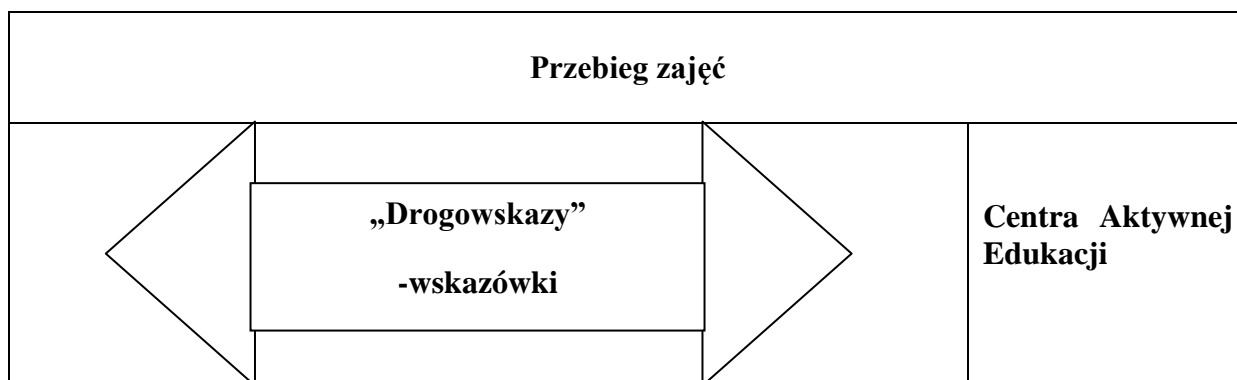 Przebieg zajęć
„Drogowskazy”
-wskazówki
Centra Aktywnej
Edukacji